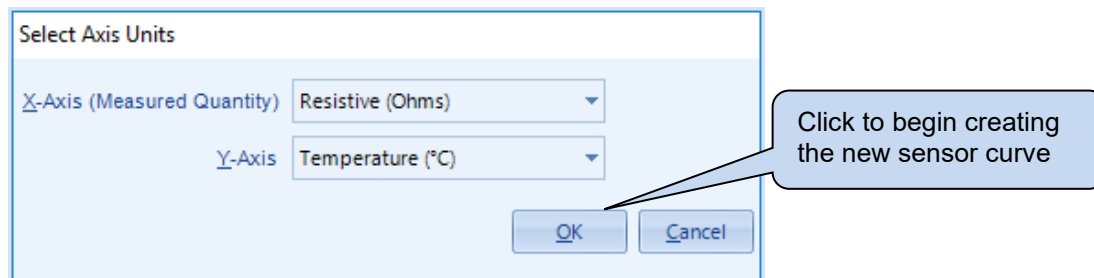 Select Axis Units
X-Axis (Measured Quantity) Resistive (Ohms)
Y-Axis Temperature (°C)
Click to begin creating
the new sensor curve
OK Cancel